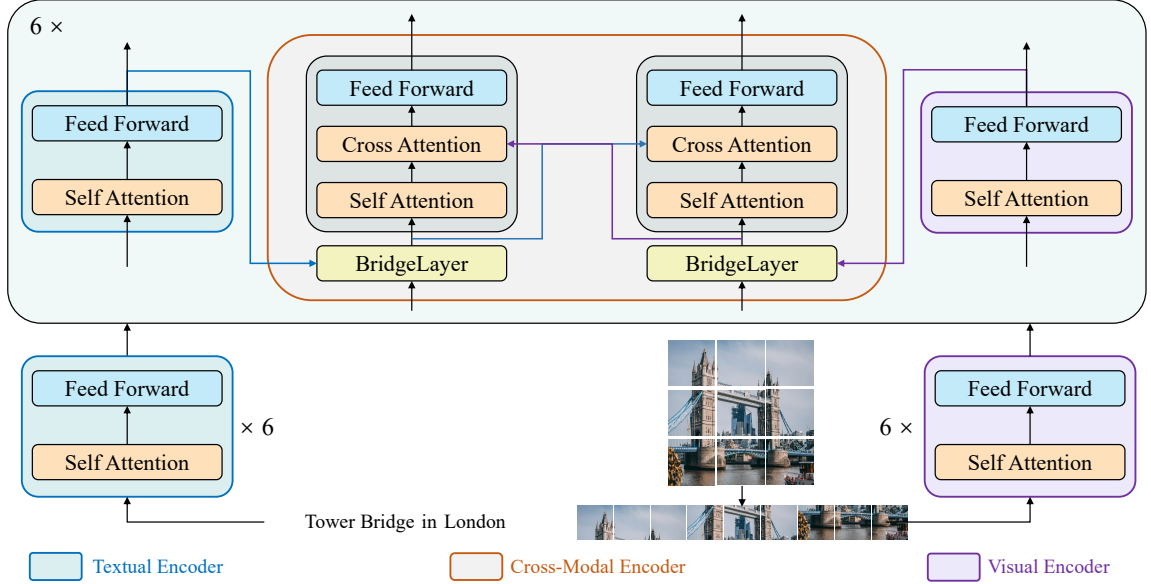 6 ×
Feed Forward
Self Attention
Feed Forward
Cross Attention
Self Attention
BridgeLayer
Feed Forward
Cross Attention
Self Attention
BridgeLayer
Feed Forward
Self Attention
Feed Forward
Self Attention
× 6
6 ×
Feed Forward
Self Attention
Tower Bridge in London
Textual Encoder
Cross-Modal Encoder
Visual Encoder